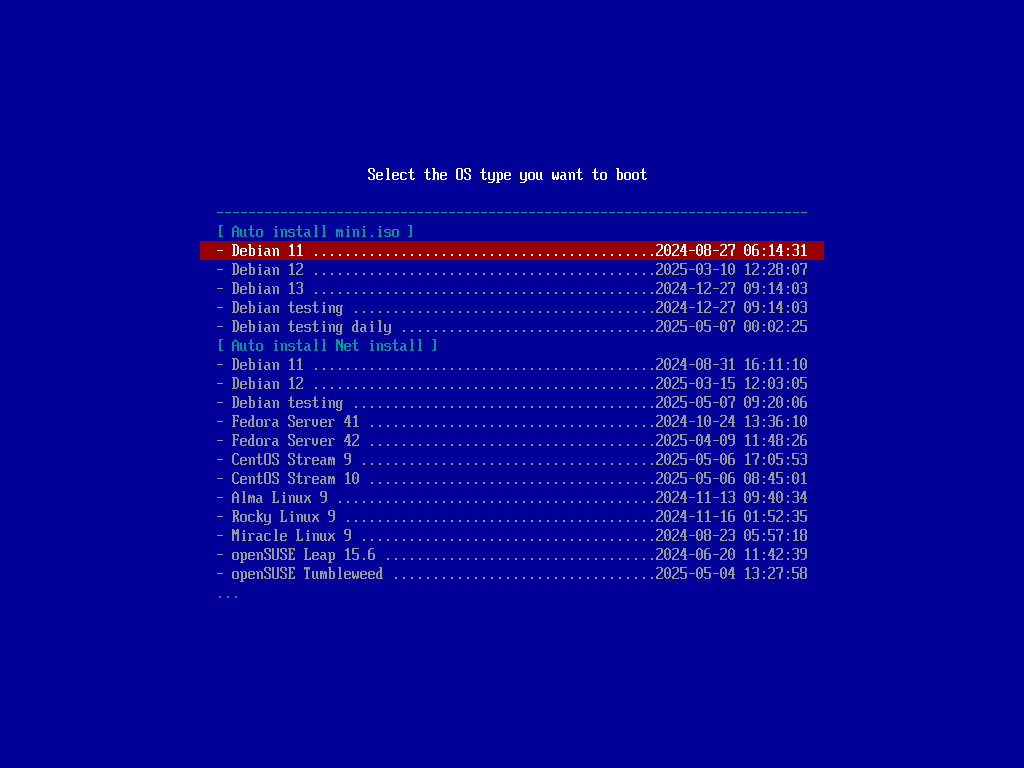 Select the OS type you want to boot
--------------------------------------------------------------------------
[ Auto install mini.iso ]
- Debian 11 ...........................................2024-08-27 06:14:31
- Debian 12 ...........................................2025-03-10 12:28:07
- Debian 13 ...........................................2024-12-27 09:14:03
- Debian testing ......................................2024-12-27 09:14:03
- Debian testing daily ................................2025-05-07 00:02:25
[ Auto install Net install ]
- Debian 11 ...........................................2024-08-31 16:11:10
- Debian 12 ...........................................2025-03-15 12:03:05
- Debian testing ......................................2025-05-07 09:20:06
- Fedora Server 41 ....................................2024-10-24 13:36:10
- Fedora Server 42 ....................................2025-04-09 11:48:26
- CentOS Stream 9 .....................................2025-05-06 17:05:53
- CentOS Stream 10 ....................................2025-05-06 08:45:01
- Alma Linux 9 ........................................2024-11-13 09:40:34
- Rocky Linux 9 .......................................2024-11-16 01:52:35
- Miracle Linux 9 .....................................2024-08-23 05:57:18
- openSUSE Leap 15.6 ..................................2024-06-20 11:42:39
- openSUSE Tumbleweed .................................2025-05-04 13:27:58
...